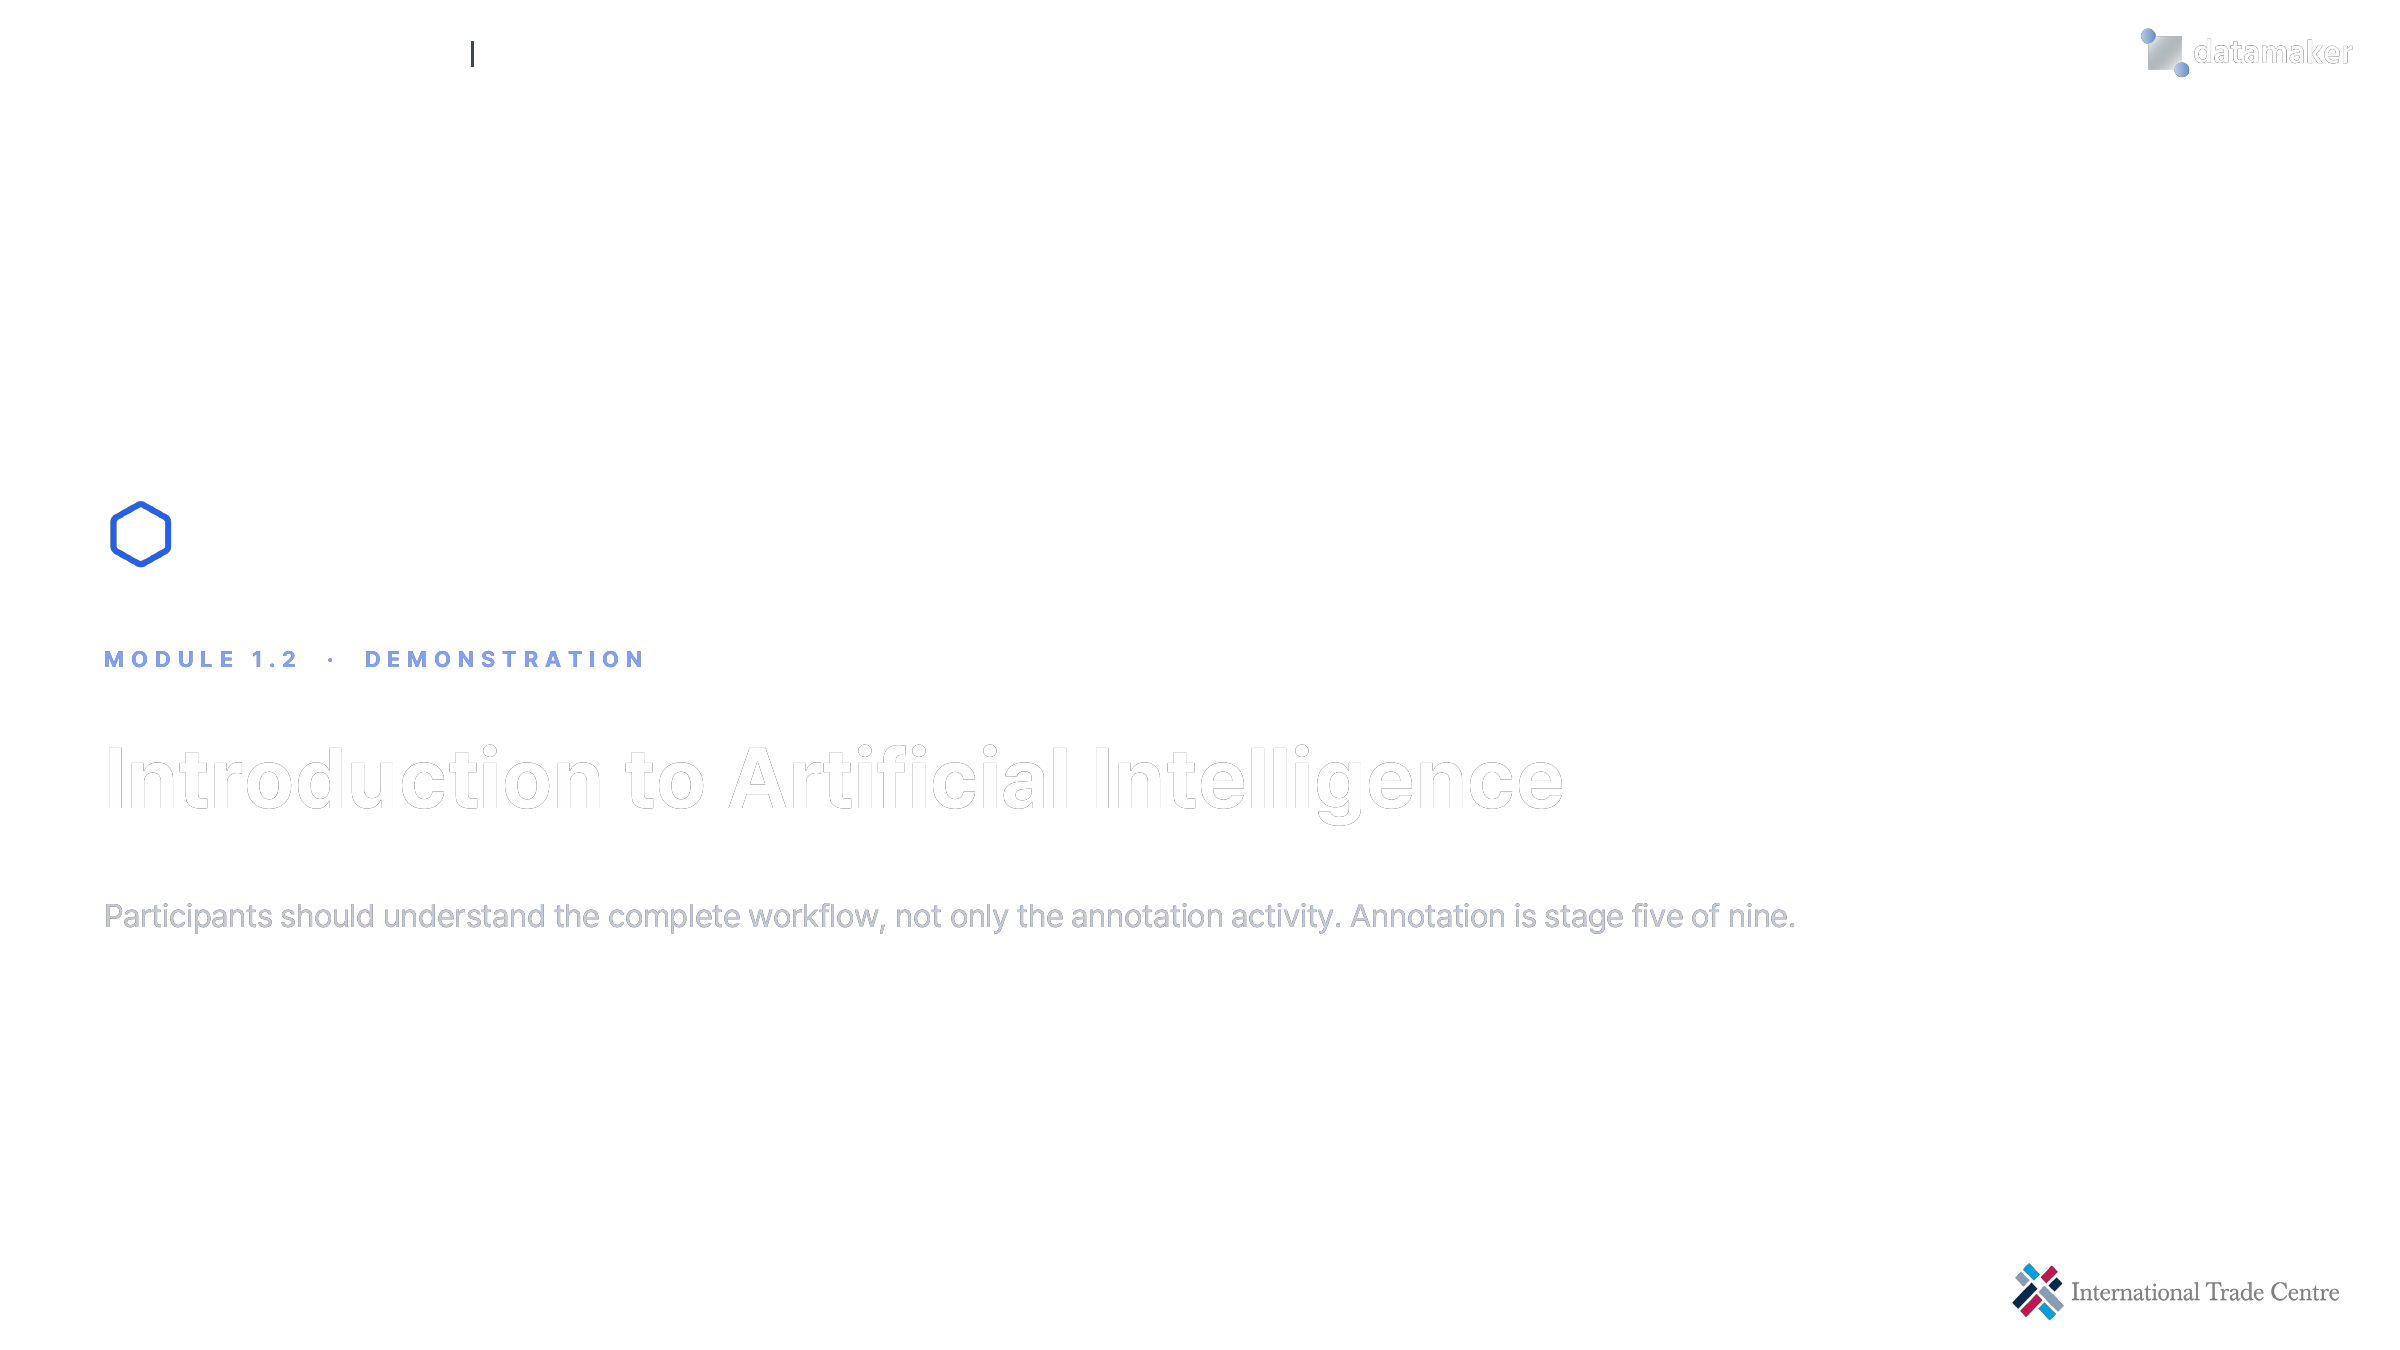 datamaker
MODULE 1.2 · DEMONSTRATION
Introduction to Artificial Intelligence
Participants should understand the complete workflow, not only the annotation activity. Annotation is stage five of nine.
International Trade Centre